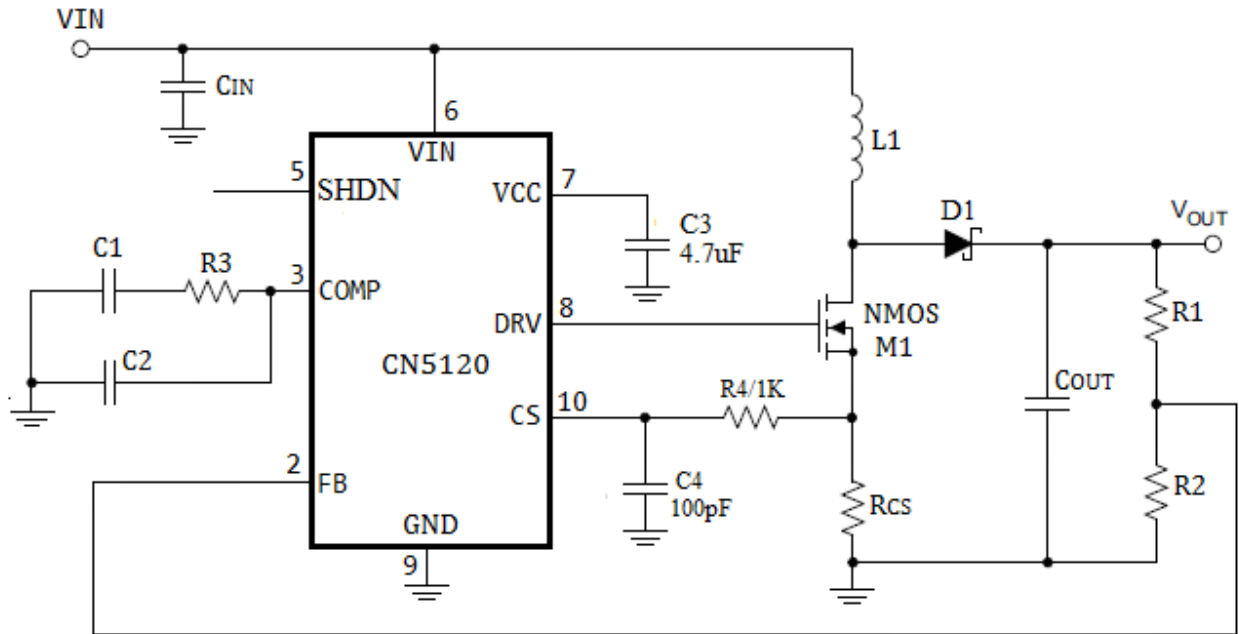 VIN
CIN
6
VIN
5
SHDN
VCC
7
C3
4.7uF
D1
VOUT
L1
C1
R3
3
COMP
DRV
8
NMOS
M1
R1
C2
CN5120
R4/1K
COUT
CS
10
2
FB
C4
100pF
RCS
R2
GND
9